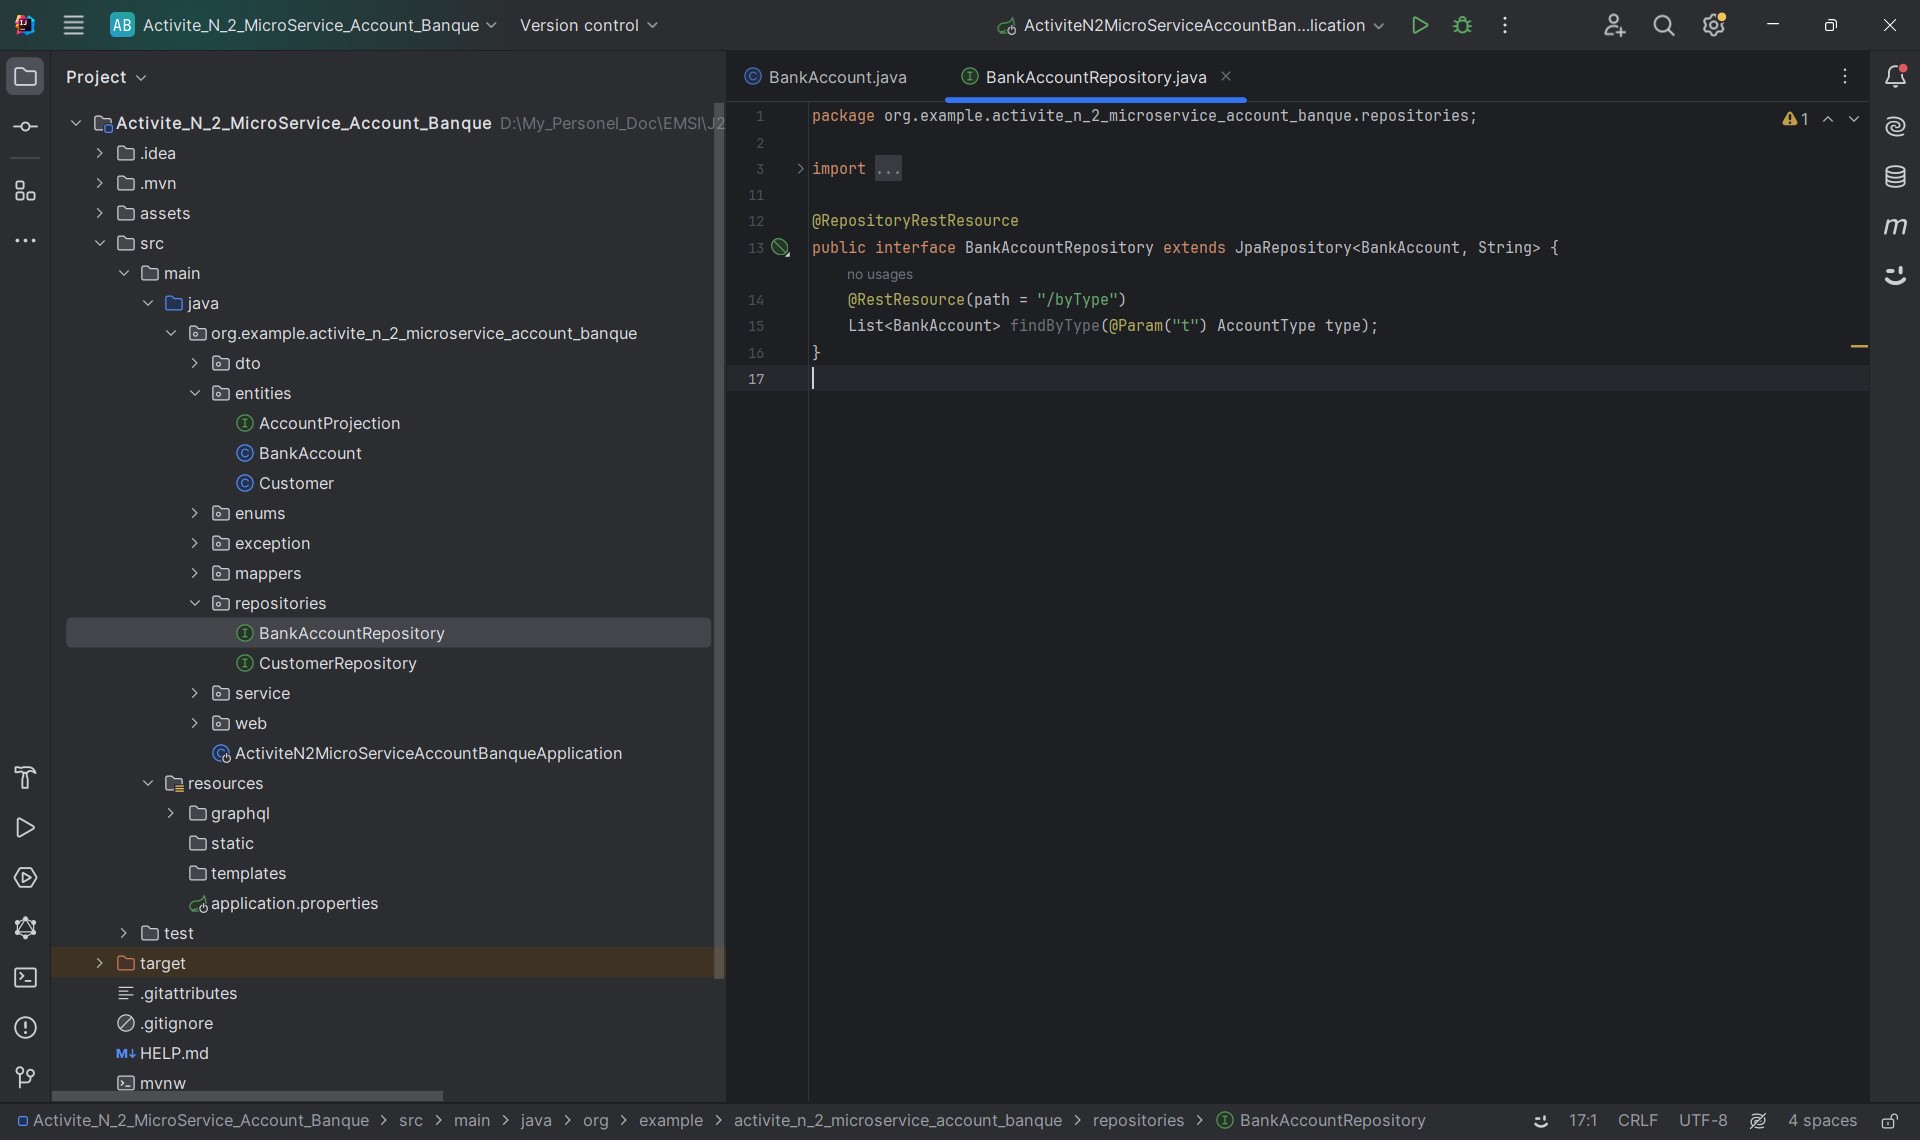 AB Activite_N_2_MicroService_Account_Banque Version control ActiviteN2MicroServiceAccountBan...lication
Project
BankAccount.java BankAccountRepository.java
Activite_N_2_MicroService_Account_Banque D:\My_Personel_Doc\EMSI\J2
.idea
.mvn
assets
src
main
java
org.example.activite_n_2_microservice_account_banque
dto
entities
AccountProjection
BankAccount
Customer
enums
exception
mappers
repositories
BankAccountRepository
CustomerRepository
service
web
ActiviteN2MicroServiceAccountBanqueApplication
resources
graphql
static
templates
application.properties
test
target
.gitattributes
.gitignore
M↓ HELP.md
mvnw
1 package org.example.activite_n_2_microservice_account_banque.repositories; 1
2
3 import ...
11
12 @RepositoryRestResource
13 public interface BankAccountRepository extends JpaRepository<BankAccount, String> {
no usages
14 @RestResource(path = "/byType")
15 List<BankAccount> findByType(@Param("t") AccountType type);
16 }
17
m
Activite_N_2_MicroService_Account_Banque > src > main > java > org > example > activite_n_2_microservice_account_banque > repositories > BankAccountRepository 17:1 CRLF UTF-8 4 spaces